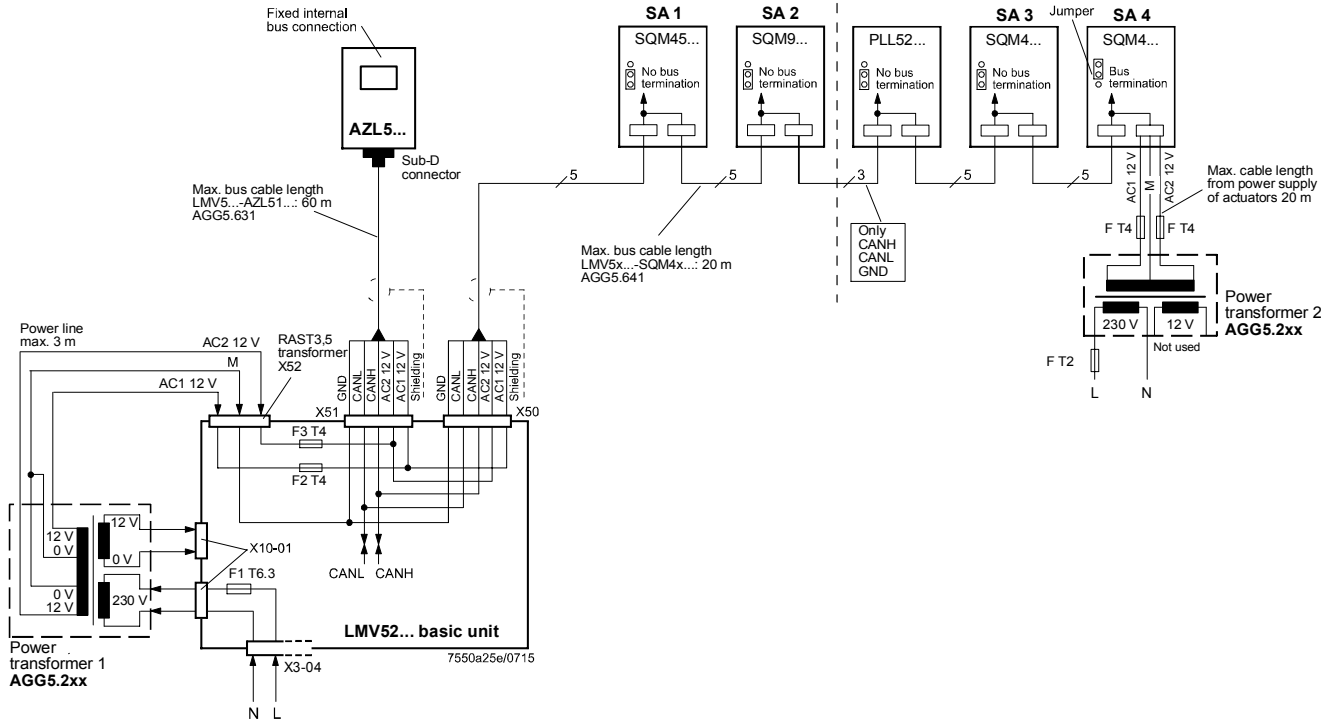 Fixed internal
bus connection
AZL5...
Sub-D
connector
Max. bus cable length
LMV5...-AZL51...: 60 m
AGG5.631
SA 1
SQM45...
No bus
termination
SA 2
SQM9...
No bus
termination
PLL52...
No bus
termination
SA 3
SQM4...
No bus
termination
Jumper
SA 4
SQM4...
Bus
termination
5
5
3
5
5
Only
CANH
CANL
GND
Max. bus cable length
LMV5x...-SQM4x...: 20 m
AGG5.641
AC1 12 V
M
AC2 12 V
Max. cable length
from power supply
of actuators 20 m
F T4
F T4
230 V
12 V
Not used
Power
transformer 2
AGG5.2xx
F T2
L
N
Power line
max. 3 m
AC2 12 V
M
AC1 12 V
RAST3,5
transformer
X52
GND
CANL
CANH
AC2 12 V
AC1 12 V
Shielding
GND
CANL
CANH
AC2 12 V
AC1 12 V
Shielding
X51
X50
F3 T4
F2 T4
CANL
CANH
12 V
0 V
0 V
12 V
12 V
0 V
230 V
X10-01
F1 T6.3
LMV52... basic unit
7550a25e/0715
X3-04
N
L
Power
transformer 1
AGG5.2xx